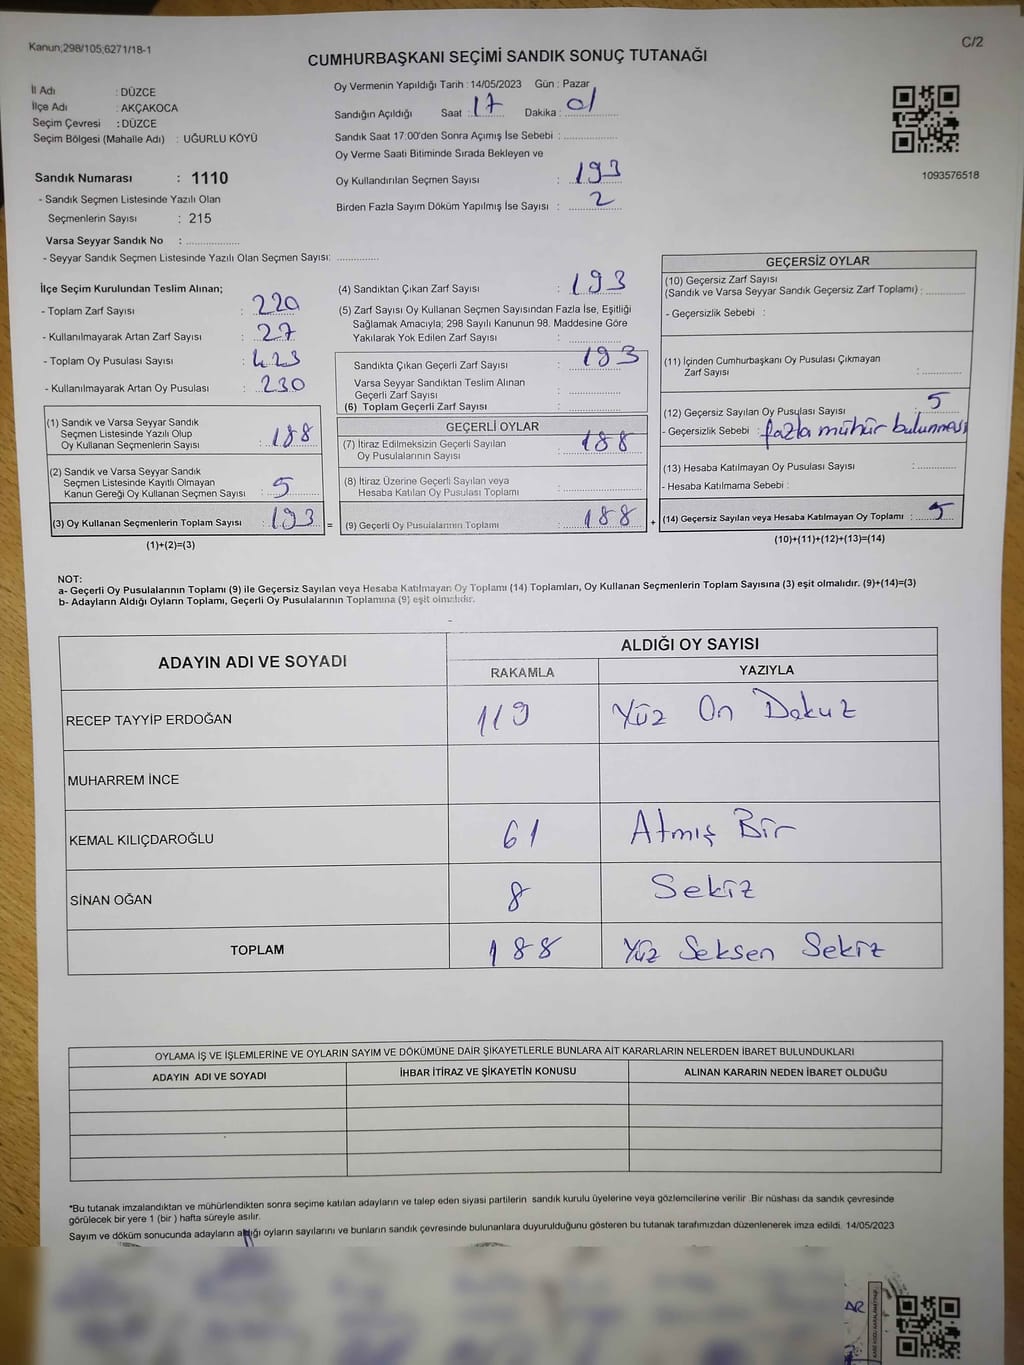 Kanun;298/105;6271/18-1
C/2
CUMHURBAŞKANI SEÇİMİ SANDIK SONUÇ TUTANAĞI
İl Adı : DÜZCE
İlçe Adı : AKÇAKOCA
Seçim Çevresi : DÜZCE
Seçim Bölgesi (Mahalle Adı) : UĞURLU KÖYÜ
Sandık Numarası : 1110
- Sandık Seçmen Listesinde Yazılı Olan
Seçmenlerin Sayısı : 215
Varsa Seyyar Sandık No : ..................
- Seyyar Sandık Seçmen Listesinde Yazılı Olan Seçmen Sayısı: .............
Oy Vermenin Yapıldığı Tarih : 14/05/2023 Gün : Pazar
Sandığın Açıldığı Saat : 17 Dakika : 01
Sandık Saat 17:00'den Sonra Açımış İse Sebebi : ..................
Oy Verme Saati Bitiminde Sırada Bekleyen ve
Oy Kullandırılan Seçmen Sayısı : 193
Birden Fazla Sayım Döküm Yapılmış İse Sayısı : 2
1093576518
İlçe Seçim Kurulundan Teslim Alınan;
- Toplam Zarf Sayısı : 220
- Kullanılmayarak Artan Zarf Sayısı : 27
- Toplam Oy Pusulası Sayısı : 423
- Kullanılmayarak Artan Oy Pusulası : 230
(1) Sandık ve Varsa Seyyar Sandık
Seçmen Listesinde Yazılı Olup
Oy Kullanan Seçmenlerin Sayısı : 188
(2) Sandık ve Varsa Seyyar Sandık
Seçmen Listesinde Kayıtlı Olmayan
Kanun Gereği Oy Kullanan Seçmen Sayısı : 5
(3) Oy Kullanan Seçmenlerin Toplam Sayısı : 193 =
(1)+(2)=(3)
(4) Sandıktan Çıkan Zarf Sayısı : 193
(5) Zarf Sayısı Oy Kullanan Seçmen Sayısından Fazla İse, Eşitliği
Sağlamak Amacıyla; 298 Sayılı Kanunun 98. Maddesine Göre
Yakılarak Yok Edilen Zarf Sayısı : ..................
Sandıkta Çıkan Geçerli Zarf Sayısı : 193
Varsa Seyyar Sandıktan Teslim Alınan
Geçerli Zarf Sayısı : ..................
(6) Toplam Geçerli Zarf Sayısı : ..................
GEÇERLİ OYLAR
(7) İtiraz Edilmeksizin Geçerli Sayılan
Oy Pusulalarının Sayısı : 188
(8) İtiraz Üzerine Geçerli Sayılan veya
Hesaba Katılan Oy Pusulası Toplamı : ..................
(9) Geçerli Oy Pusulalarının Toplamı : 188 +
GEÇERSİZ OYLAR
(10) Geçersiz Zarf Sayısı
(Sandık ve Varsa Seyyar Sandık Geçersiz Zarf Toplamı) : .............
- Geçersizlik Sebebi :
(11) İçinden Cumhurbaşkanı Oy Pusulası Çıkmayan
Zarf Sayısı : .............
(12) Geçersiz Sayılan Oy Pusulası Sayısı : 5
- Geçersizlik Sebebi : fazla mühür bulunması
(13) Hesaba Katılmayan Oy Pusulası Sayısı : .............
- Hesaba Katılmama Sebebi :
(14) Geçersiz Sayılan veya Hesaba Katılmayan Oy Toplamı : 5
(10)+(11)+(12)+(13)=(14)
NOT:
a- Geçerli Oy Pusulalarının Toplamı (9) ile Geçersiz Sayılan veya Hesaba Katılmayan Oy Toplamı (14) Toplamları, Oy Kullanan Seçmenlerin Toplam Sayısına (3) eşit olmalıdır. (9)+(14)=(3)
b- Adayların Aldığı Oyların Toplamı, Geçerli Oy Pusulalarının Toplamına (9) eşit olmalıdır.
ADAYIN ADI VE SOYADI
ALDIĞI OY SAYISI
RAKAMLA YAZIYLA
RECEP TAYYİP ERDOĞAN 119 Yüz On Dokuz
MUHARREM İNCE
KEMAL KILIÇDAROĞLU 61 Atmış Bir
SİNAN OĞAN 8 Sekiz
TOPLAM 188 Yüz Seksen Sekiz
OYLAMA İŞ VE İŞLEMLERİNE VE OYLARIN SAYIM VE DÖKÜMÜNE DAİR ŞİKAYETLERLE BUNLARA AİT KARARLARIN NELERDEN İBARET BULUNDUKLARI
ADAYIN ADI VE SOYADI İHBAR İTİRAZ VE ŞİKAYETİN KONUSU ALINAN KARARIN NEDEN İBARET OLDUĞU
*Bu tutanak imzalandıktan ve mühürlendikten sonra seçime katılan adayların ve talep eden siyasi partilerin sandık kurulu üyelerine veya gözlemcilerine verilir .Bir nüshası da sandık çevresinde
görülecek bir yere 1 (bir ) hafta süreyle asılır.
Sayım ve döküm sonucunda adayların aldığı oyların sayılarını ve bunların sandık çevresinde bulunanlara duyurulduğunu gösteren bu tutanak tarafımızdan düzenlenerek imza edildi. 14/05/2023